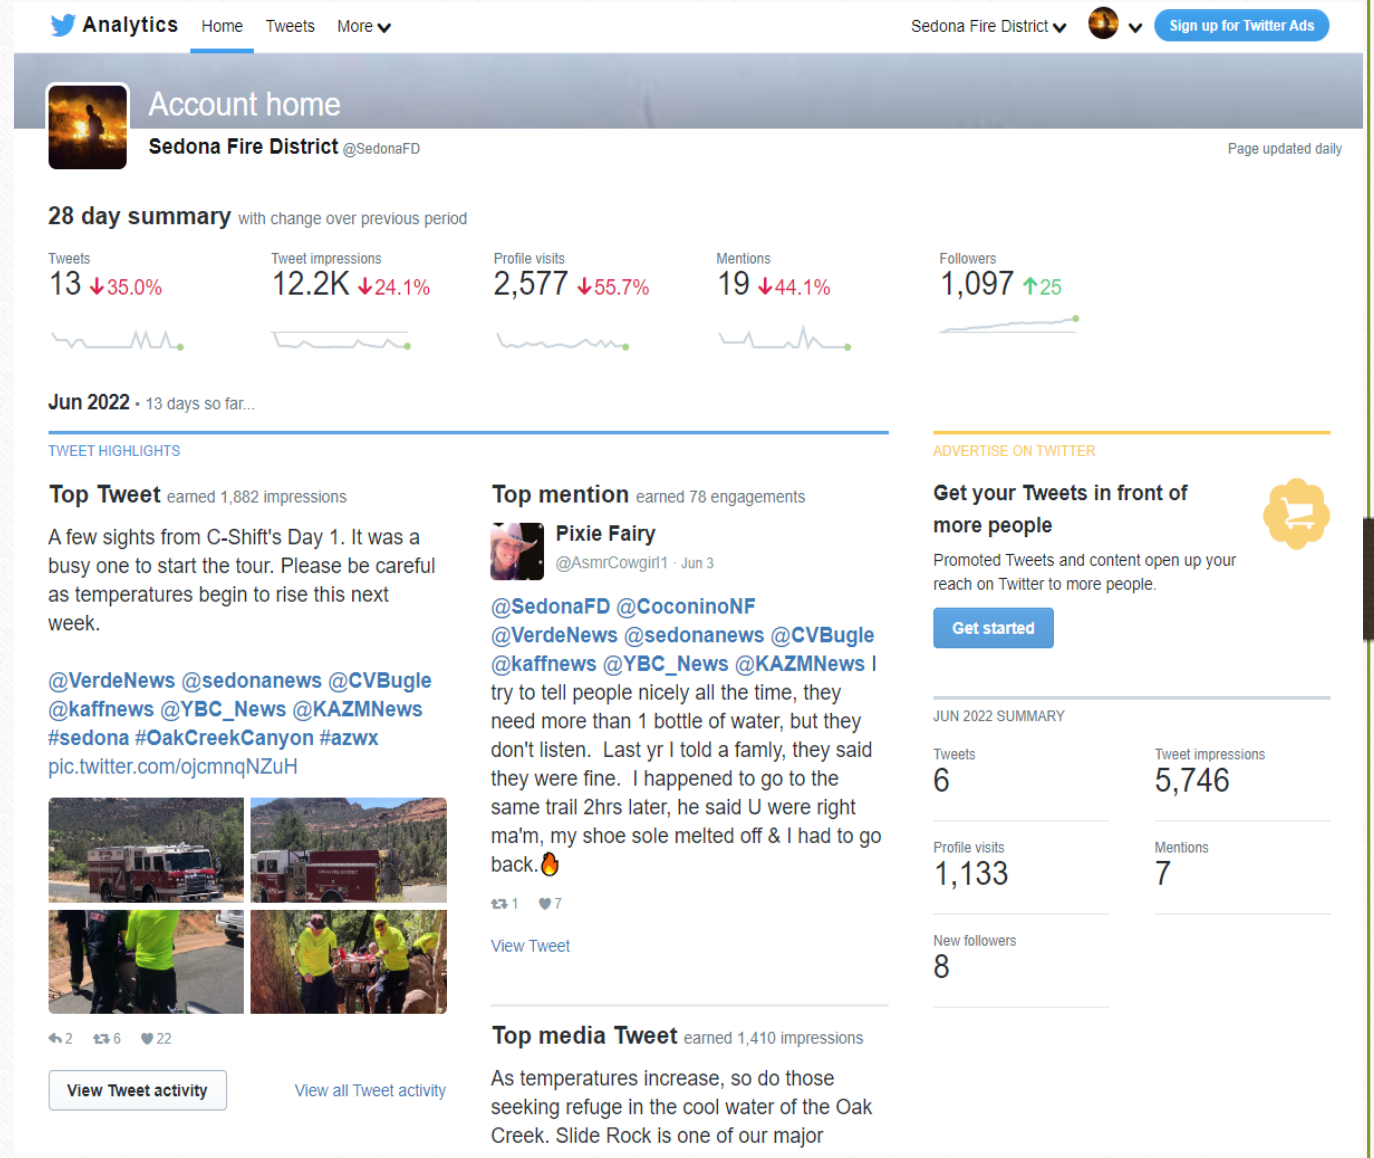 Analytics Home Tweets More
Sedona Fire District
Sign up for Twitter Ads
Account home
Sedona Fire District @SedonaFD
Page updated daily
28 day summary with change over previous period
Tweets
13 35.0%
Tweet impressions
12.2K 24.1%
Profile visits
2,577 55.7%
Mentions
19 44.1%
Followers
1,097 25
Jun 2022 • 13 days so far...
TWEET HIGHLIGHTS
Top Tweet earned 1,882 impressions
A few sights from C-Shift's Day 1. It was a
busy one to start the tour. Please be careful
as temperatures begin to rise this next
week.
@VerdeNews @sedonanews @CVBugle
@kaffnews @YBC_News @KAZMNews
#sedona #OakCreekCanyon #azwx
pic.twitter.com/ojcmnqNZuH
2 6 22
View Tweet activity
View all Tweet activity
Top mention earned 78 engagements
Pixie Fairy
@AsmrCowgirl1 · Jun 3
@SedonaFD @CoconinoNF
@VerdeNews @sedonanews @CVBugle
@kaffnews @YBC_News @KAZMNews I
try to tell people nicely all the time, they
need more than 1 bottle of water, but they
don't listen. Last yr I told a famly, they said
they were fine. I happened to go to the
same trail 2hrs later, he said U were right
ma'm, my shoe sole melted off & I had to go
back.🔥
1 7
View Tweet
Top media Tweet earned 1,410 impressions
As temperatures increase, so do those
seeking refuge in the cool water of the Oak
Creek. Slide Rock is one of our major
ADVERTISE ON TWITTER
Get your Tweets in front of
more people
Promoted Tweets and content open up your
reach on Twitter to more people.
Get started
JUN 2022 SUMMARY
Tweets
6
Tweet impressions
5,746
Profile visits
1,133
Mentions
7
New followers
8